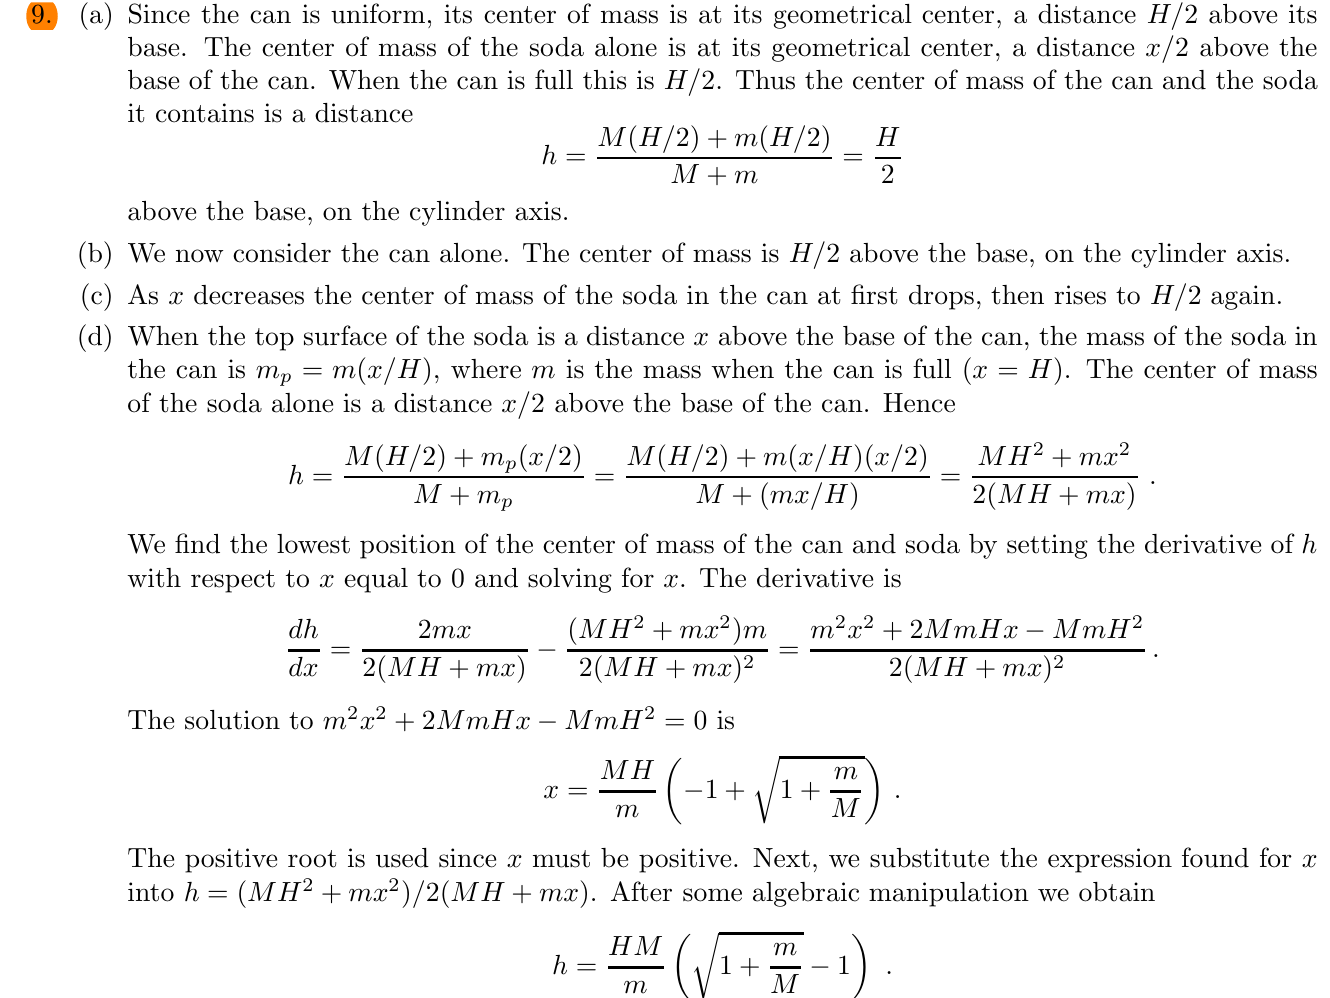 9. (a) Since the can is uniform, its center of mass is at its geometrical center, a distance H/2 above its
base. The center of mass of the soda alone is at its geometrical center, a distance x/2 above the
base of the can. When the can is full this is H/2. Thus the center of mass of the can and the soda
it contains is a distance
h = \frac{M(H/2) + m(H/2)}{M + m} = \frac{H}{2}
above the base, on the cylinder axis.
(b) We now consider the can alone. The center of mass is H/2 above the base, on the cylinder axis.
(c) As x decreases the center of mass of the soda in the can at first drops, then rises to H/2 again.
(d) When the top surface of the soda is a distance x above the base of the can, the mass of the soda in
the can is m_p = m(x/H), where m is the mass when the can is full (x = H). The center of mass
of the soda alone is a distance x/2 above the base of the can. Hence
h = \frac{M(H/2) + m_p(x/2)}{M + m_p} = \frac{M(H/2) + m(x/H)(x/2)}{M + (mx/H)} = \frac{MH^2 + mx^2}{2(MH + mx)} .
We find the lowest position of the center of mass of the can and soda by setting the derivative of h
with respect to x equal to 0 and solving for x. The derivative is
\frac{dh}{dx} = \frac{2mx}{2(MH + mx)} - \frac{(MH^2 + mx^2)m}{2(MH + mx)^2} = \frac{m^2x^2 + 2MmHx - MmH^2}{2(MH + mx)^2} .
The solution to m^2x^2 + 2MmHx - MmH^2 = 0 is
x = \frac{MH}{m} \left( -1 + \sqrt{1 + \frac{m}{M}} \right) .
The positive root is used since x must be positive. Next, we substitute the expression found for x
into h = (MH^2 + mx^2)/2(MH + mx). After some algebraic manipulation we obtain
h = \frac{HM}{m} \left( \sqrt{1 + \frac{m}{M}} - 1 \right) .